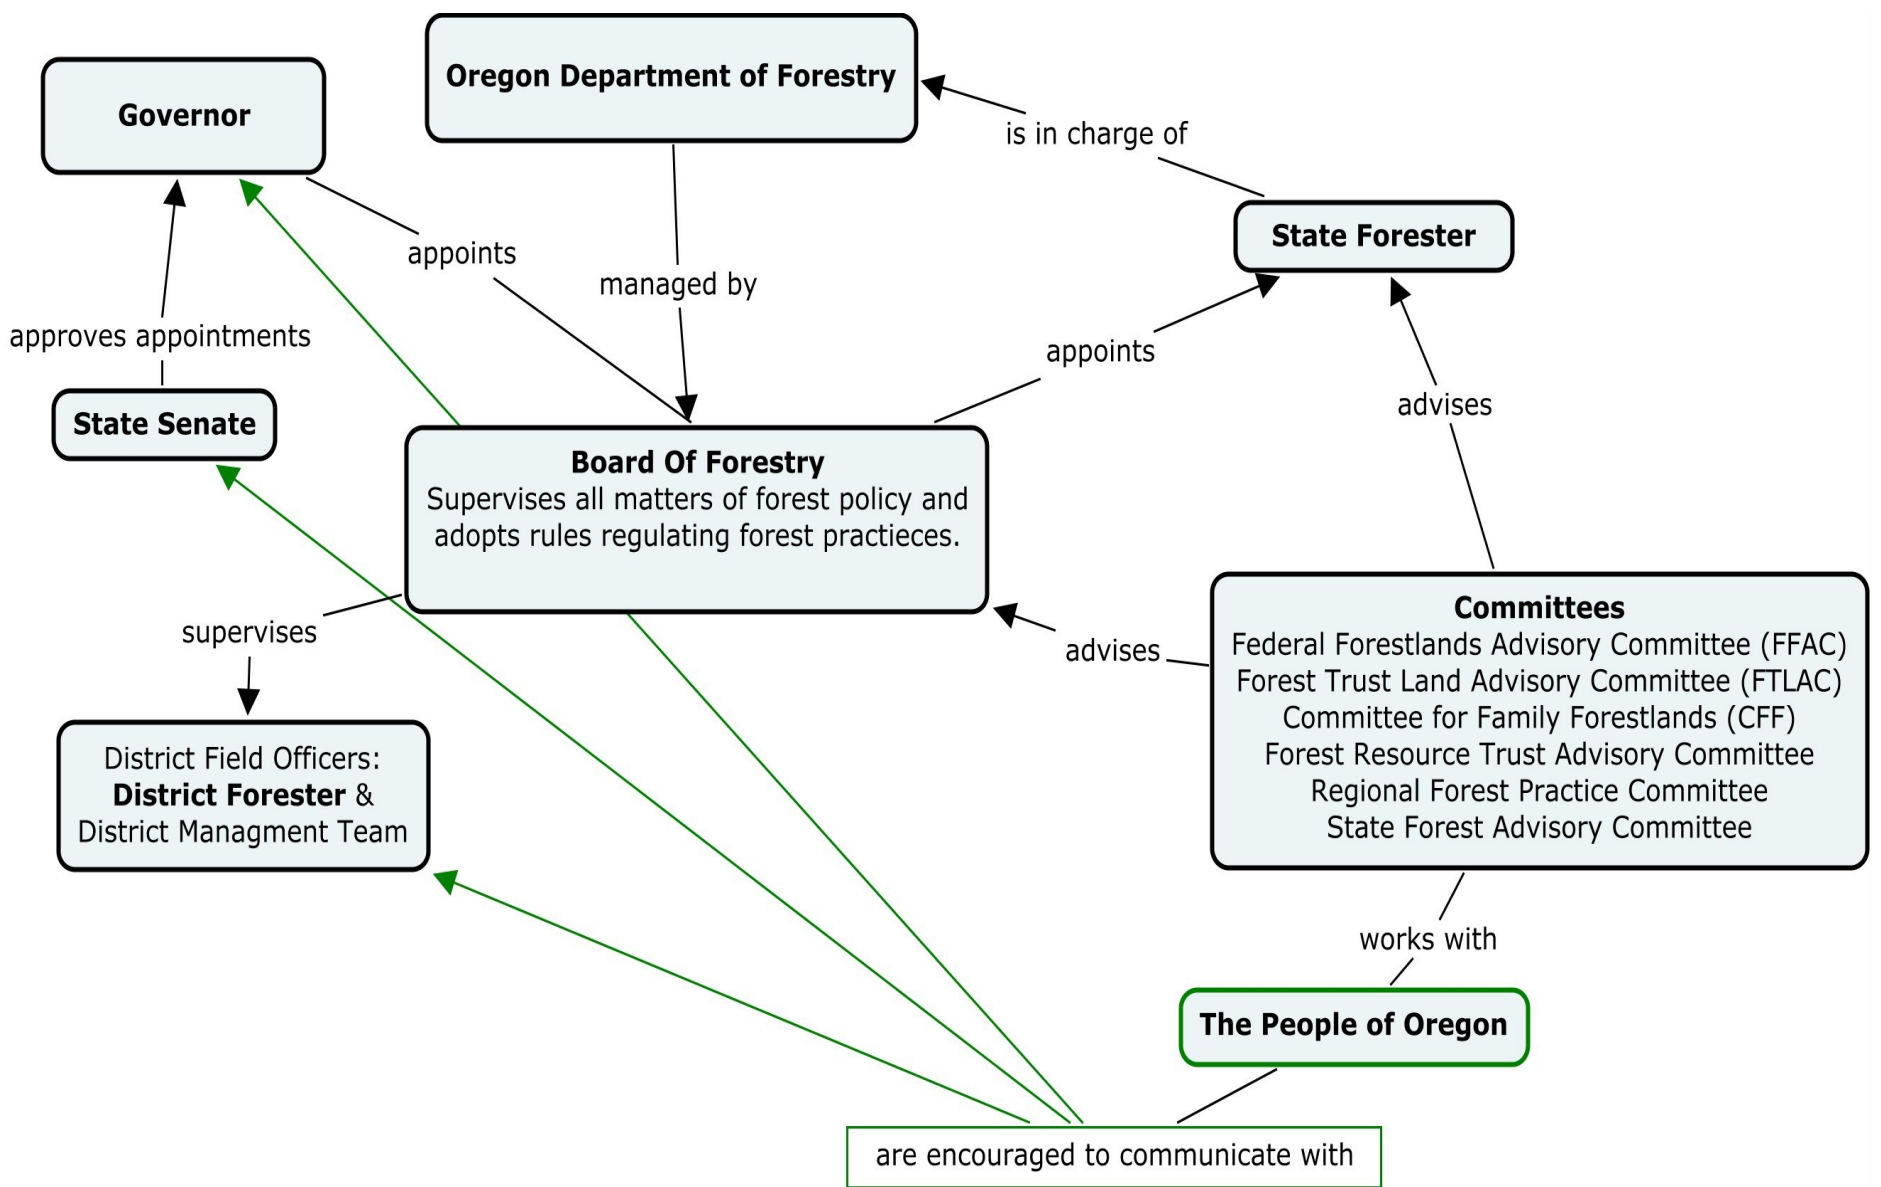 Oregon Department of Forestry
Governor
is in charge of
State Forester
appoints
managed by
approves appointments
appoints
advises
State Senate
Board Of Forestry
Supervises all matters of forest policy and
adopts rules regulating forest practieces.
supervises
advises
Committees
Federal Forestlands Advisory Committee (FFAC)
Forest Trust Land Advisory Committee (FTLAC)
Committee for Family Forestlands (CFF)
Forest Resource Trust Advisory Committee
Regional Forest Practice Committee
State Forest Advisory Committee
District Field Officers:
District Forester &
District Managment Team
works with
The People of Oregon
are encouraged to communicate with